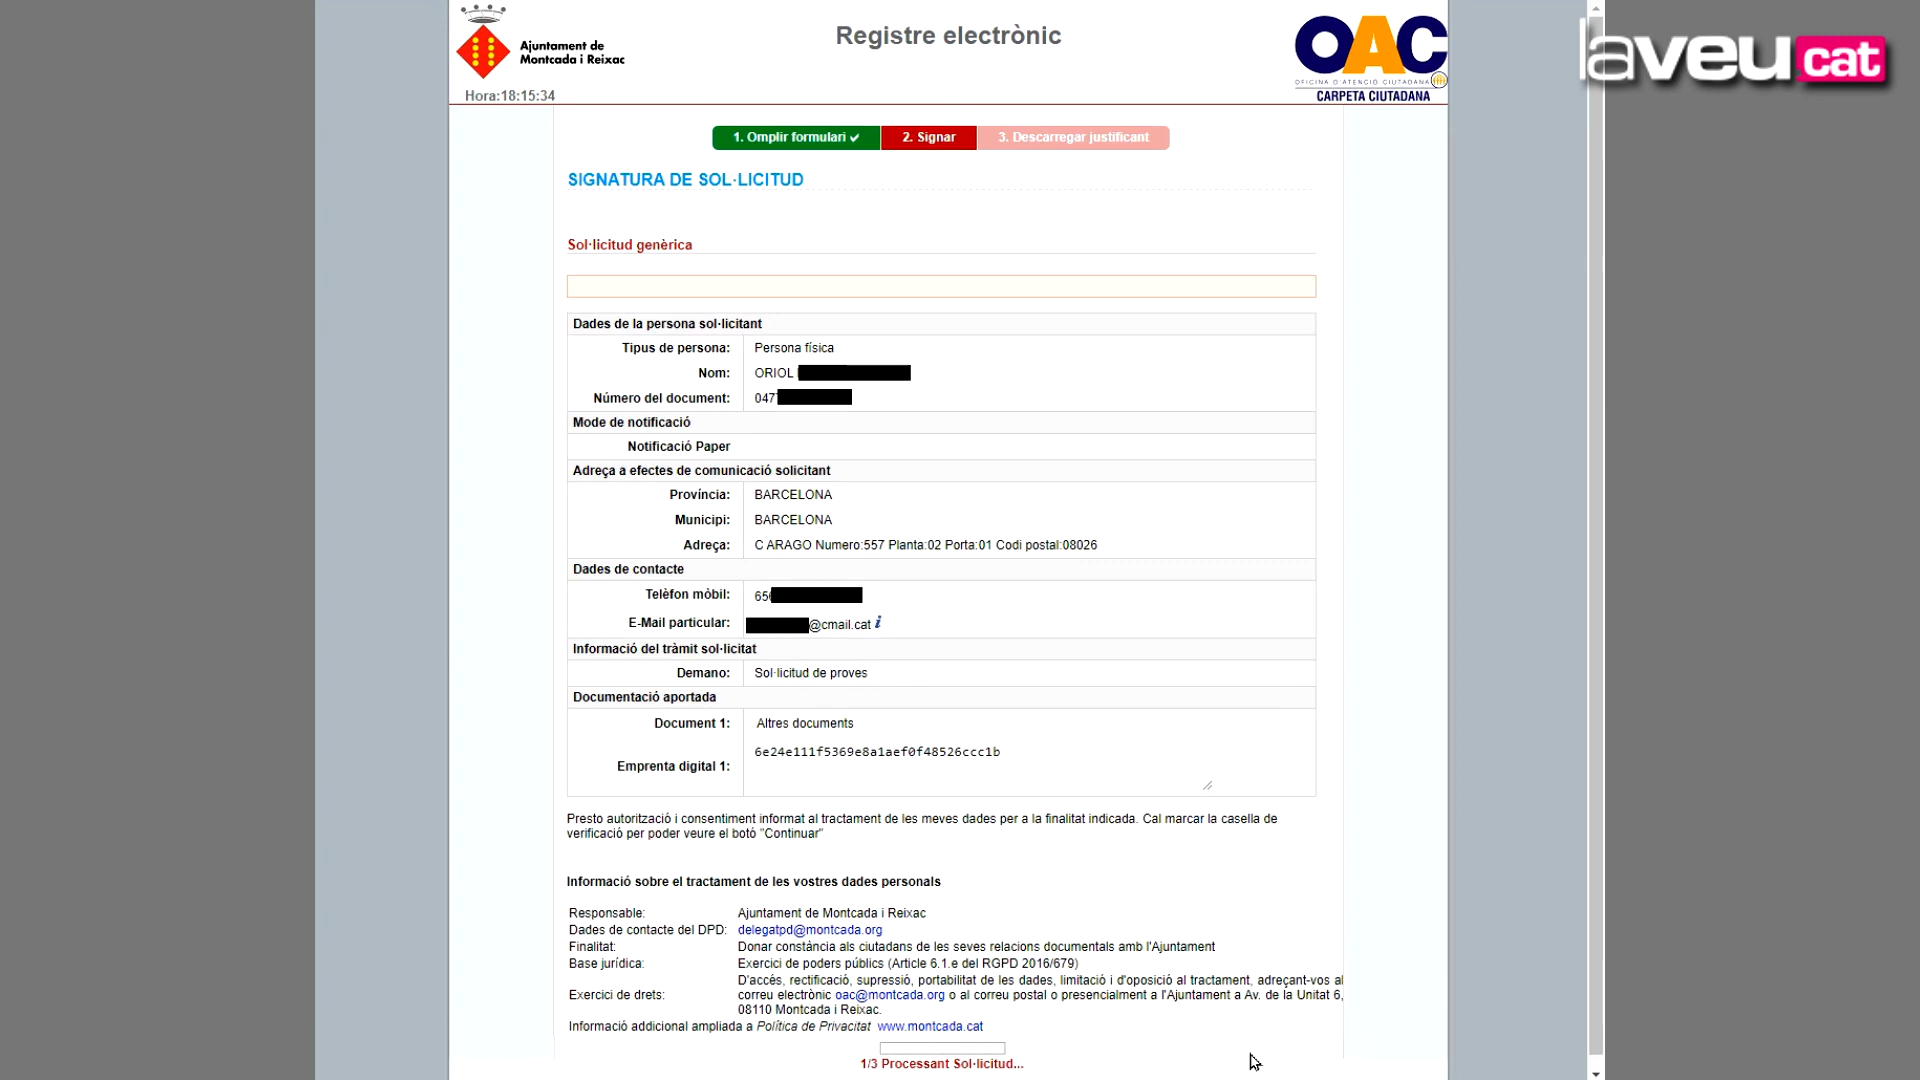 Ajuntament de
Montcada i Reixac
Registre electrònic
OAC
OFICINA D'ATENCIÓ CIUTADANA
CARPETA CIUTADANA
laveu.cat
Hora:18:15:34
1. Omplir formulari ✔
2. Signar
3. Descarregar justificant
SIGNATURA DE SOL·LICITUD
Sol·licitud genèrica
Dades de la persona sol·licitant
Tipus de persona: Persona física
Nom: ORIOL
Número del document: 047
Mode de notificació
Notificació Paper
Adreça a efectes de comunicació solicitant
Província: BARCELONA
Municipi: BARCELONA
Adreça: C ARAGO Numero:557 Planta:02 Porta:01 Codi postal:08026
Dades de contacte
Telèfon mòbil: 656
E-Mail particular: @cmail.cat i
Informació del tràmit sol·licitat
Demano: Sol·licitud de proves
Documentació aportada
Document 1: Altres documents
6e24e111f5369e8a1aef0f48526ccc1b
Emprenta digital 1:
Presto autorització i consentiment informat al tractament de les meves dades per a la finalitat indicada. Cal marcar la casella de
verificació per poder veure el botó "Continuar"
Informació sobre el tractament de les vostres dades personals
Responsable: Ajuntament de Montcada i Reixac
Dades de contacte del DPD: delegatpd@montcada.org
Finalitat: Donar constància als ciutadans de les seves relacions documentals amb l'Ajuntament
Base jurídica: Exercici de poders públics (Article 6.1.e del RGPD 2016/679)
D'accés, rectificació, supressió, portabilitat de les dades, limitació i d'oposició al tractament, adreçant-vos al
Exercici de drets: correu electrònic oac@montcada.org o al correu postal o presencialment a l'Ajuntament a Av. de la Unitat 6,
08110 Montcada i Reixac.
Informació addicional ampliada a Política de Privacitat www.montcada.cat
1/3 Processant Sol·licitud...